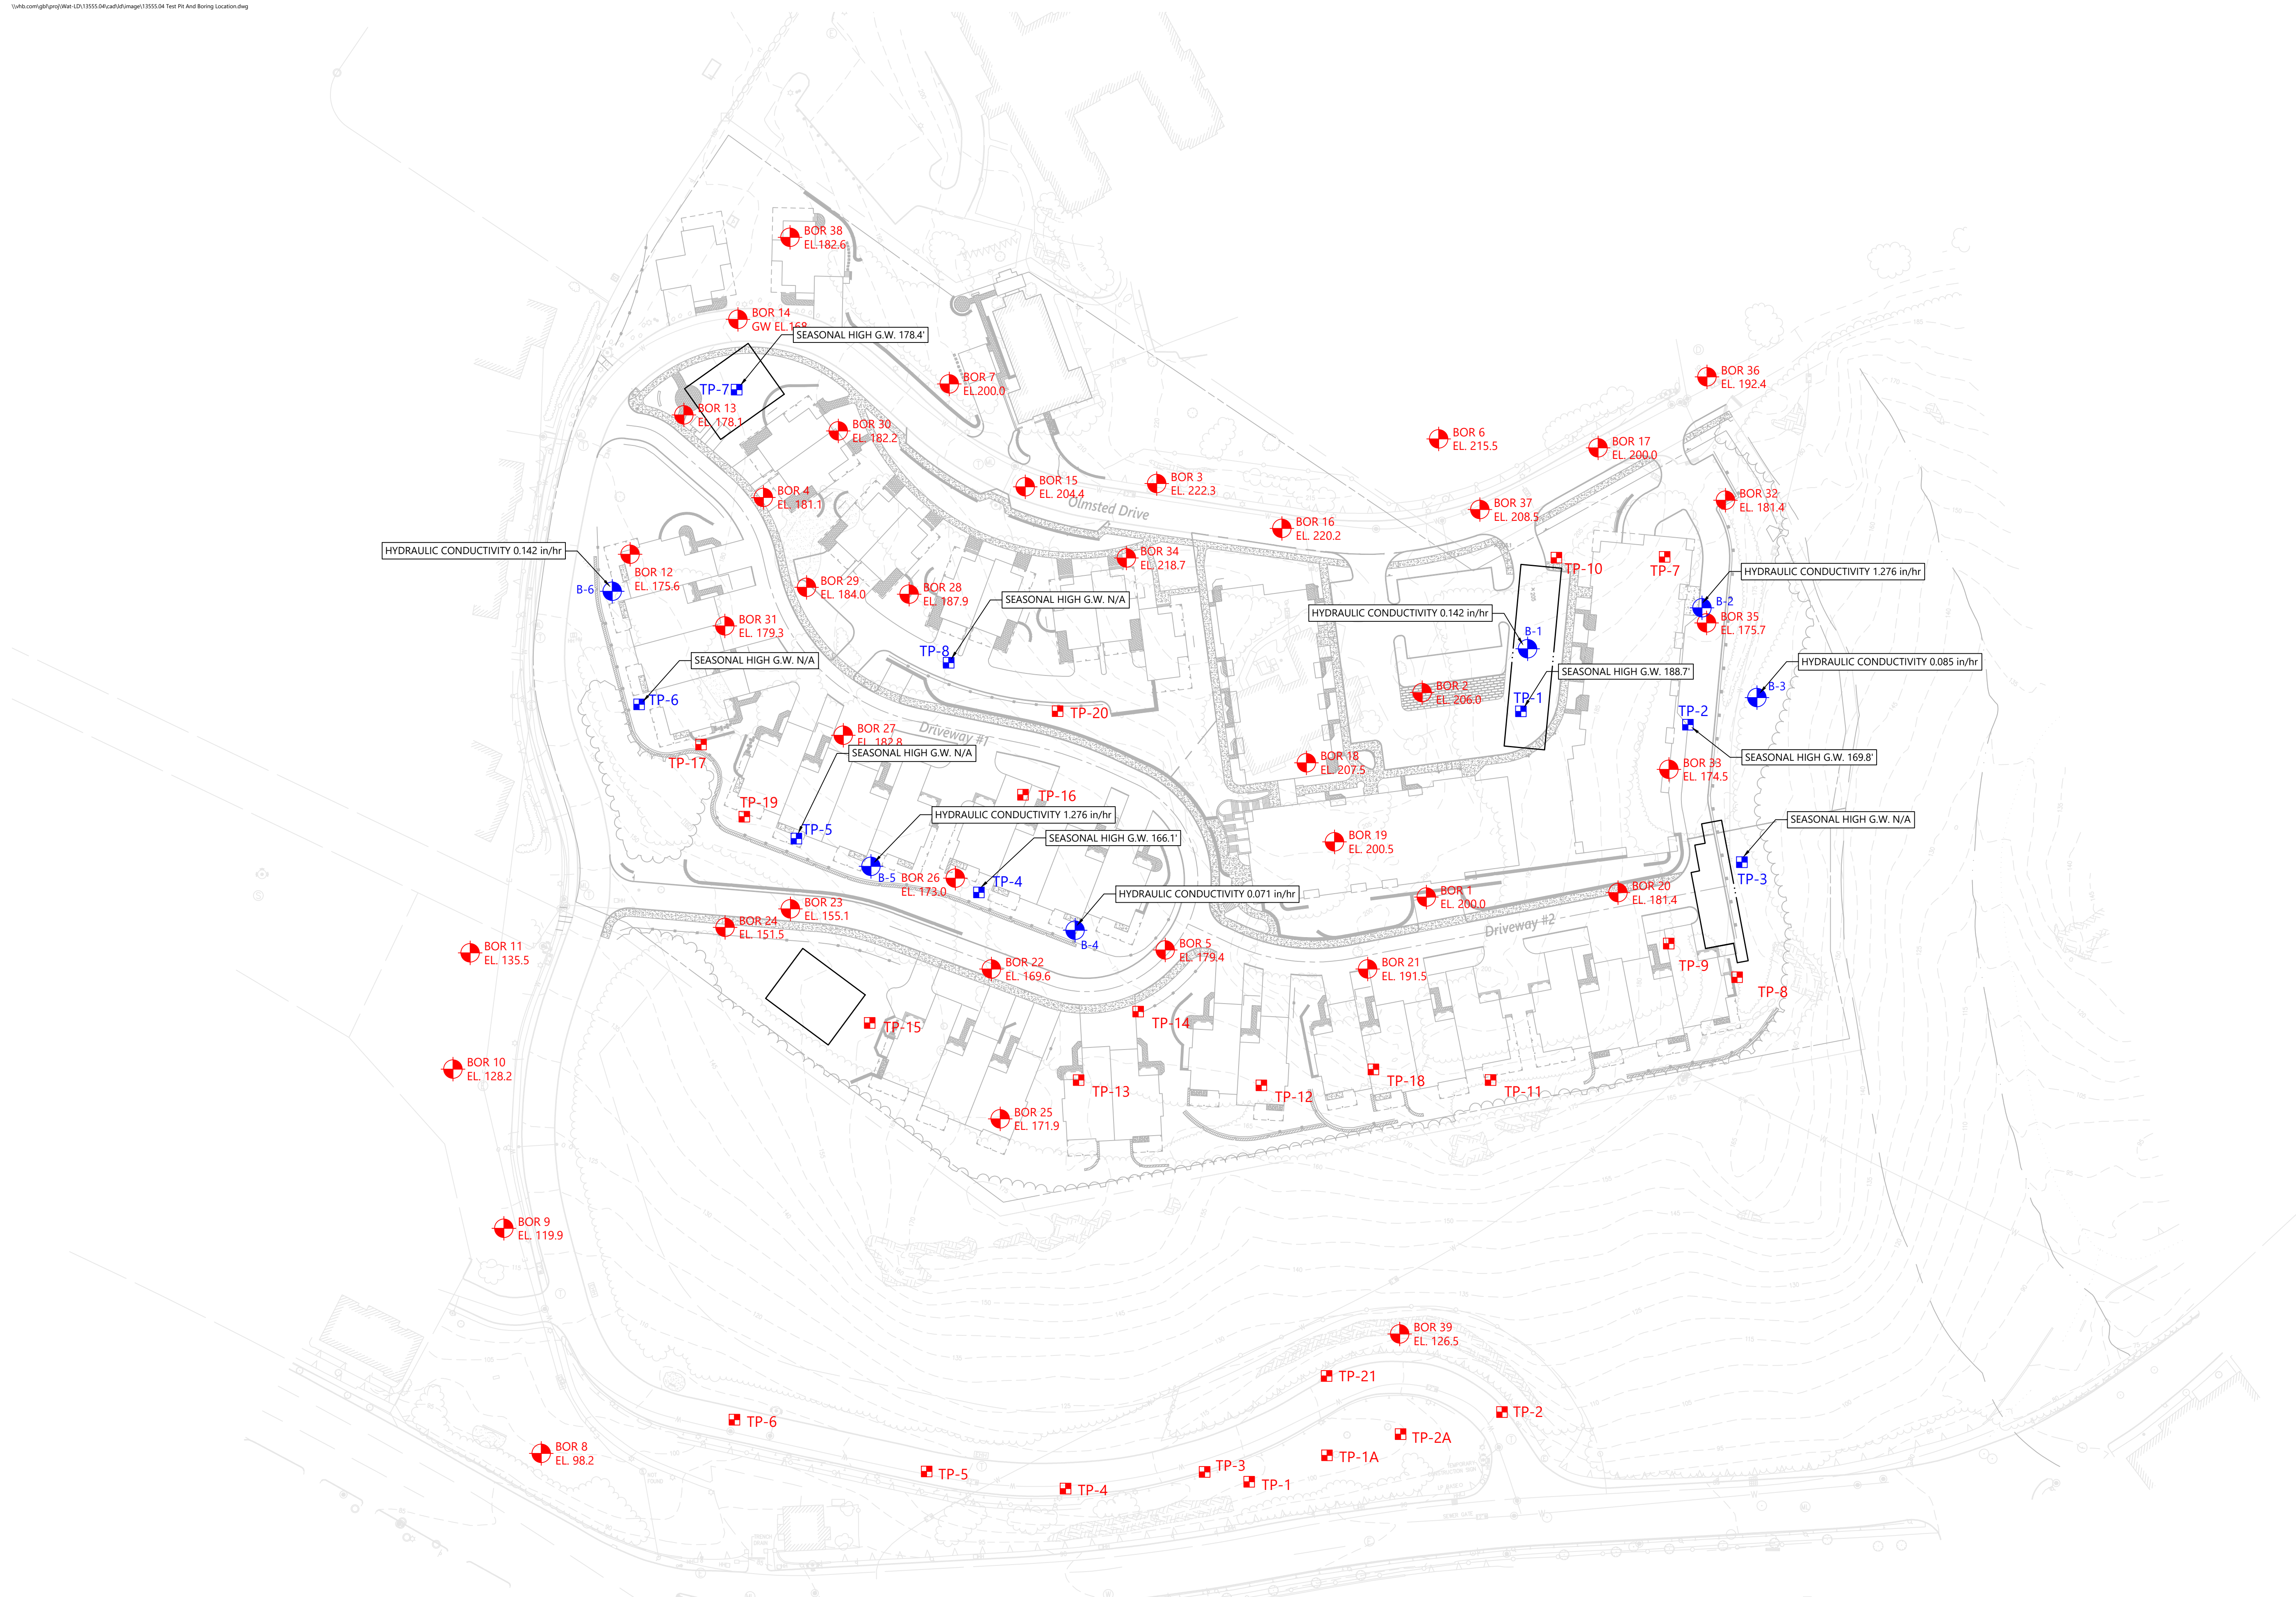 \\vhb.com\gbl\proj\Wat-LD\13555.04\cad\ld\image\13555.04 Test Pit And Boring Location.dwg
BOR 38
EL.182.6
BOR 14
GW EL.168
SEASONAL HIGH G.W. 178.4'
TP-7
BOR 13
EL. 178.1
BOR 7
EL.200.0
BOR 30
EL. 182.2
BOR 36
EL. 192.4
BOR 6
EL. 215.5
BOR 17
EL. 200.0
BOR 4
EL. 181.1
BOR 15
EL. 204.4
BOR 3
EL. 222.3
Olmsted Drive
BOR 16
EL. 220.2
BOR 37
EL. 208.5
BOR 32
EL. 181.4
HYDRAULIC CONDUCTIVITY 0.142 in/hr
BOR 12
EL. 175.6
B-6
BOR 29
EL. 184.0
BOR 28
EL. 187.9
BOR 34
EL. 218.7
TP-10
TP-7
HYDRAULIC CONDUCTIVITY 1.276 in/hr
B-2
BOR 35
EL. 175.7
SEASONAL HIGH G.W. N/A
TP-8
HYDRAULIC CONDUCTIVITY 0.142 in/hr
B-1
BOR 31
EL. 179.3
SEASONAL HIGH G.W. N/A
TP-6
SEASONAL HIGH G.W. 188.7'
TP-1
HYDRAULIC CONDUCTIVITY 0.085 in/hr
B-3
BOR 2
EL. 206.0
TP-2
SEASONAL HIGH G.W. 169.8'
TP-20
Driveway #1
BOR 27
EL. 182.8
SEASONAL HIGH G.W. N/A
TP-17
BOR 18
EL. 207.5
BOR 33
EL. 174.5
TP-19
TP-16
TP-5
HYDRAULIC CONDUCTIVITY 1.276 in/hr
SEASONAL HIGH G.W. 166.1'
BOR 19
EL. 200.5
SEASONAL HIGH G.W. N/A
TP-3
B-5
BOR 26
EL. 173.0
TP-4
HYDRAULIC CONDUCTIVITY 0.071 in/hr
B-4
BOR 1
EL. 200.0
BOR 20
EL. 181.4
Driveway #2
BOR 23
EL. 155.1
BOR 24
EL. 151.5
BOR 11
EL. 135.5
BOR 5
EL. 179.4
BOR 22
EL. 169.6
BOR 21
EL. 191.5
TP-9
TP-8
TP-15
TP-14
BOR 10
EL. 128.2
TP-13
TP-12
TP-18
TP-11
BOR 25
EL. 171.9
BOR 9
EL. 119.9
BOR 39
EL. 126.5
TP-21
TP-6
TP-2
TP-2A
BOR 8
EL. 98.2
TP-5
TP-4
TP-3
TP-1
TP-1A